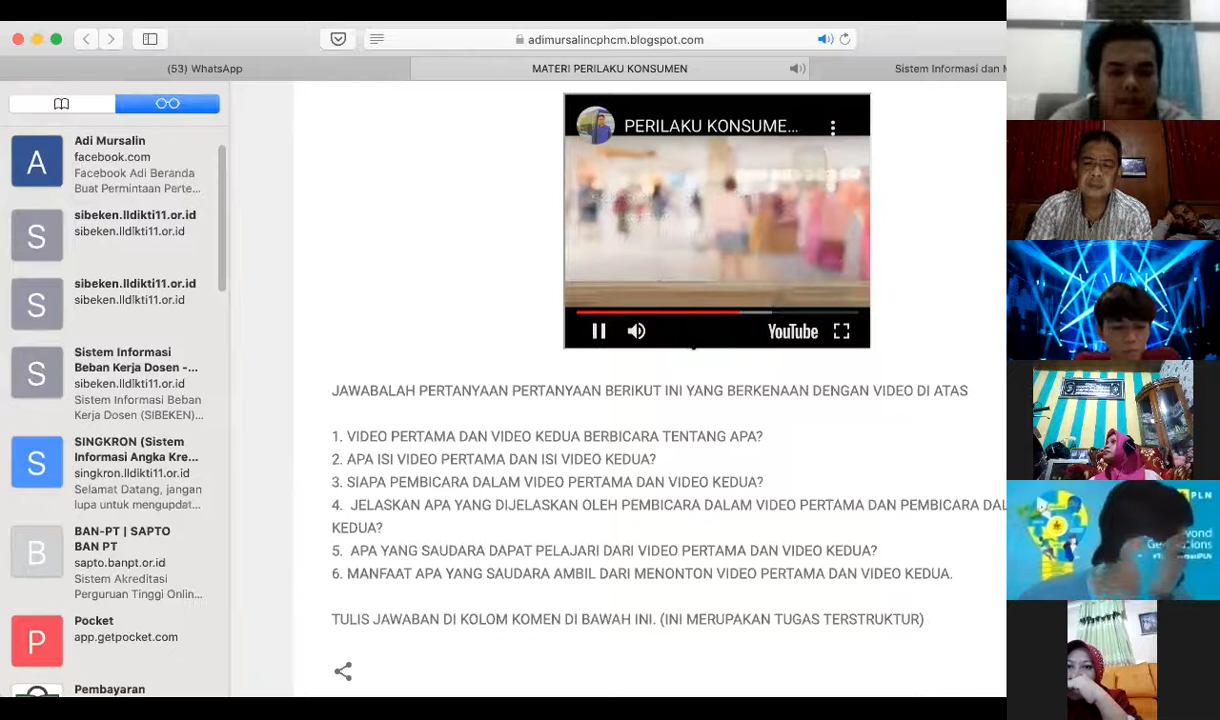 adimursalincphcm.blogspot.com
(53) WhatsApp
MATERI PERILAKU KONSUMEN
Sistem Informasi dan
Adi Mursalin
facebook.com
Facebook Adi Beranda
Buat Permintaan Perte...
A
sibeken.lldikti11.or.id
sibeken.lldikti11.or.id
S
sibeken.lldikti11.or.id
sibeken.lldikti11.or.id
S
Sistem Informasi
Beban Kerja Dosen -...
sibeken.lldikti11.or.id
Sistem Informasi Beban
Kerja Dosen (SIBEKEN)...
S
SINGKRON (Sistem
Informasi Angka Kre...
singkron.lldikti11.or.id
Selamat Datang, jangan
lupa untuk mengupdat...
S
BAN-PT | SAPTO
BAN PT
sapto.banpt.or.id
Sistem Akreditasi
Perguruan Tinggi Onlin...
B
Pocket
app.getpocket.com
P
Pembayaran
PERILAKU KONSUME...
YouTube
JAWABALAH PERTANYAAN PERTANYAAN BERIKUT INI YANG BERKENAAN DENGAN VIDEO DI ATAS
1. VIDEO PERTAMA DAN VIDEO KEDUA BERBICARA TENTANG APA?
2. APA ISI VIDEO PERTAMA DAN ISI VIDEO KEDUA?
3. SIAPA PEMBICARA DALAM VIDEO PERTAMA DAN VIDEO KEDUA?
4. JELASKAN APA YANG DIJELASKAN OLEH PEMBICARA DALAM VIDEO PERTAMA DAN PEMBICARA
KEDUA?
5. APA YANG SAUDARA DAPAT PELAJARI DARI VIDEO PERTAMA DAN VIDEO KEDUA?
6. MANFAAT APA YANG SAUDARA AMBIL DARI MENONTON VIDEO PERTAMA DAN VIDEO KEDUA.
TULIS JAWABAN DI KOLOM KOMEN DI BAWAH INI. (INI MERUPAKAN TUGAS TERSTRUKTUR)
PLN